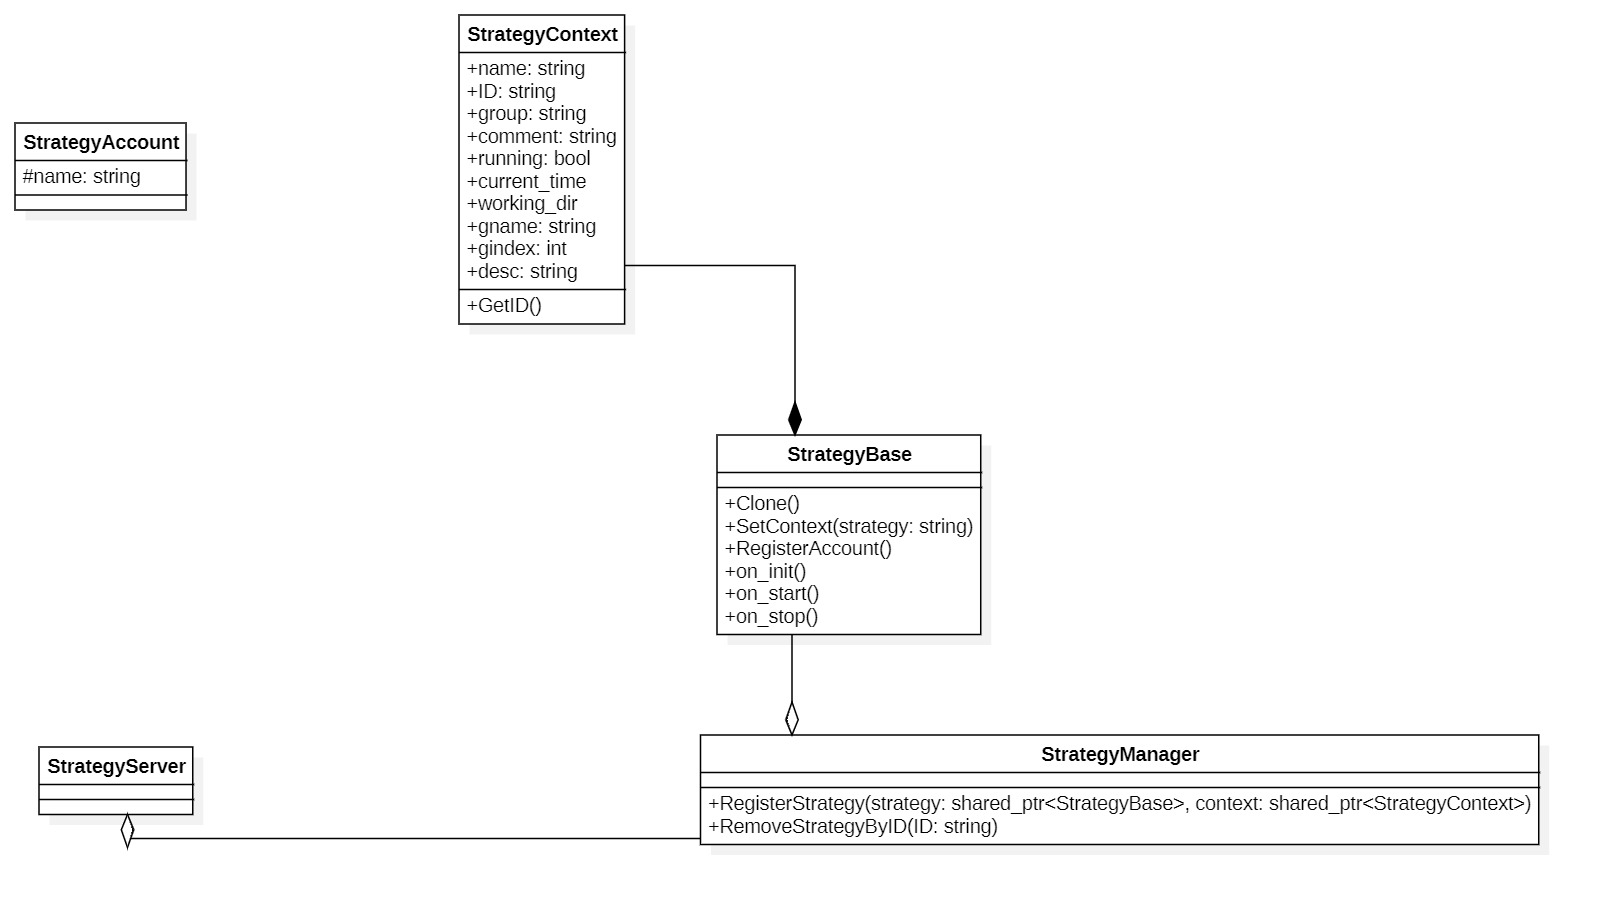 StrategyContext
+name: string
+ID: string
+group: string
+comment: string
+running: bool
+current_time
+working_dir
+gname: string
+gindex: int
+desc: string
+GetID()
StrategyAccount
#name: string
StrategyBase
+Clone()
+SetContext(strategy: string)
+RegisterAccount()
+on_init()
+on_start()
+on_stop()
StrategyServer
StrategyManager
+RegisterStrategy(strategy: shared_ptr<StrategyBase>, context: shared_ptr<StrategyContext>)
+RemoveStrategyByID(ID: string)